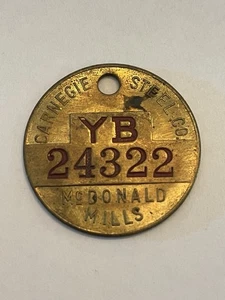 CARNEGIE STEEL CO.
YB
24322
McDONALD
MILLS